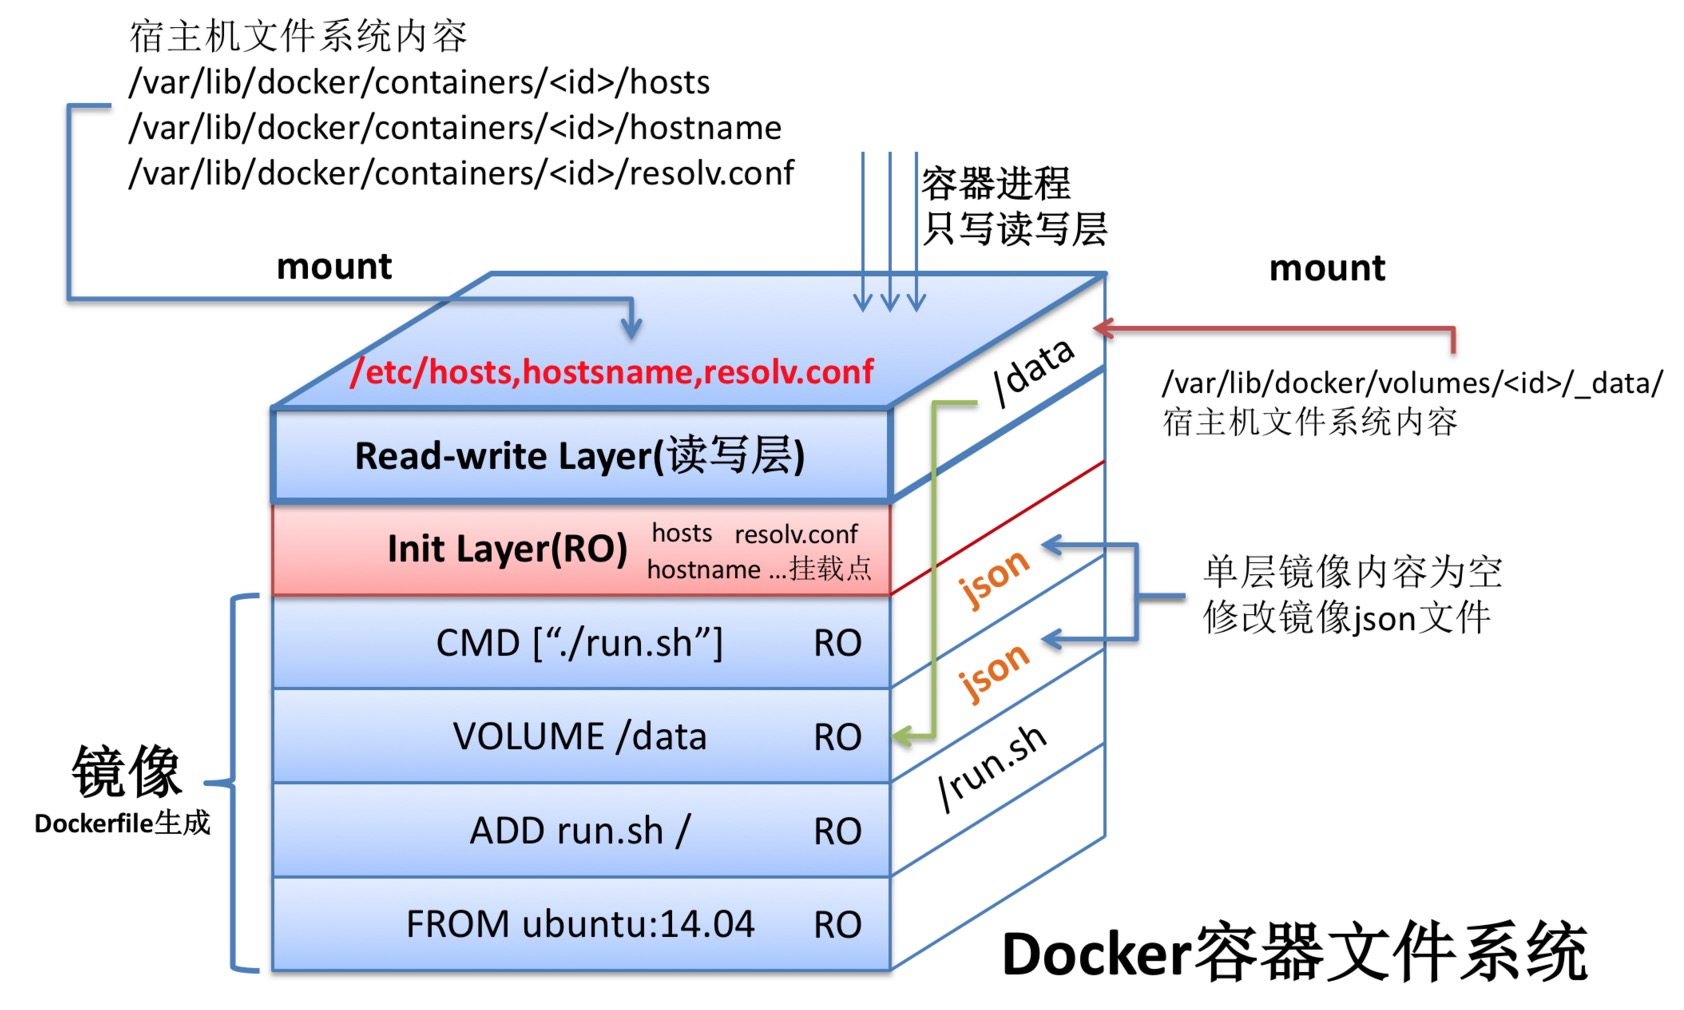 宿主机文件系统内容
/var/lib/docker/containers/<id>/hosts
/var/lib/docker/containers/<id>/hostname
/var/lib/docker/containers/<id>/resolv.conf
容器进程
只写读写层
mount
mount
/etc/hosts,hostsname,resolv.conf
/data
/var/lib/docker/volumes/<id>/_data/
宿主机文件系统内容
Read-write Layer(读写层)
Init Layer(RO)
hosts resolv.conf
hostname ...挂载点
json
json
单层镜像内容为空
修改镜像json文件
CMD [“./run.sh”] RO
VOLUME /data RO
/run.sh
ADD run.sh / RO
FROM ubuntu:14.04 RO
镜像
Dockerfile生成
Docker容器文件系统